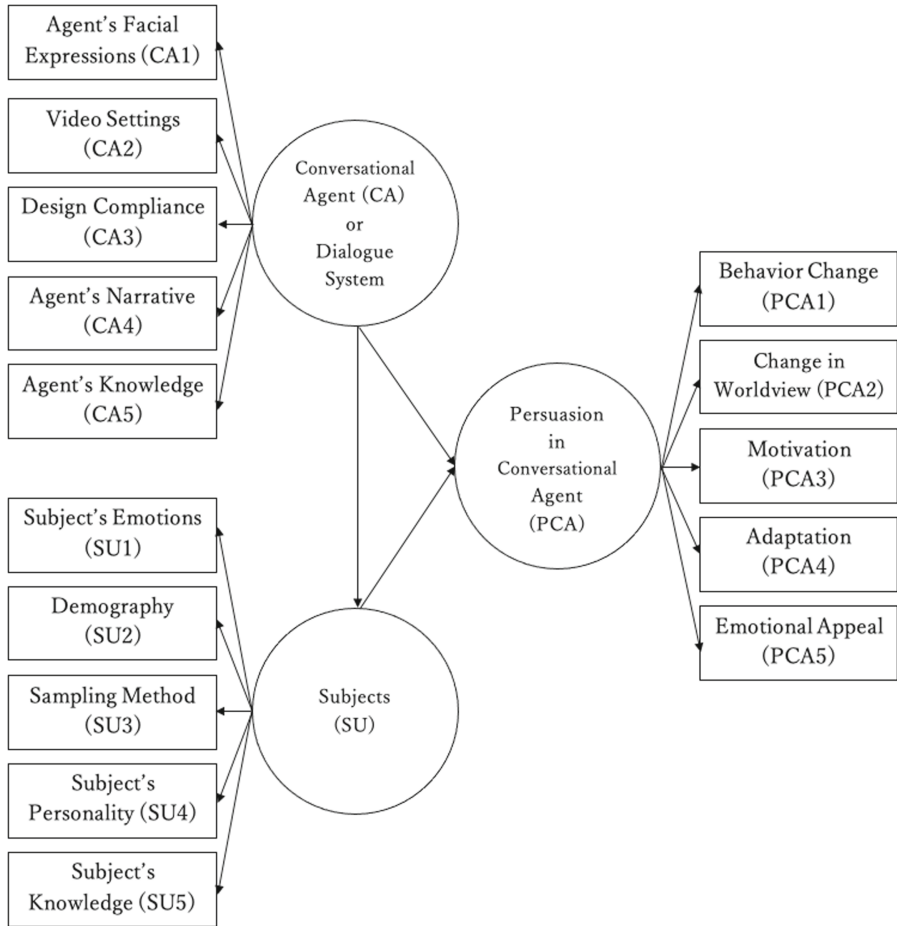 Agent's Facial
Expressions (CA1)
Video Settings
(CA2)
Design Compliance
(CA3)
Agent's Narrative
(CA4)
Agent's Knowledge
(CA5)
Conversational
Agent (CA)
or
Dialogue
System
Subject's Emotions
(SU1)
Demography
(SU2)
Sampling Method
(SU3)
Subject's
Personality (SU4)
Subject's
Knowledge (SU5)
Subjects
(SU)
Persuasion
in
Conversational
Agent
(PCA)
Behavior Change
(PCA1)
Change in
Worldview (PCA2)
Motivation
(PCA3)
Adaptation
(PCA4)
Emotional Appeal
(PCA5)